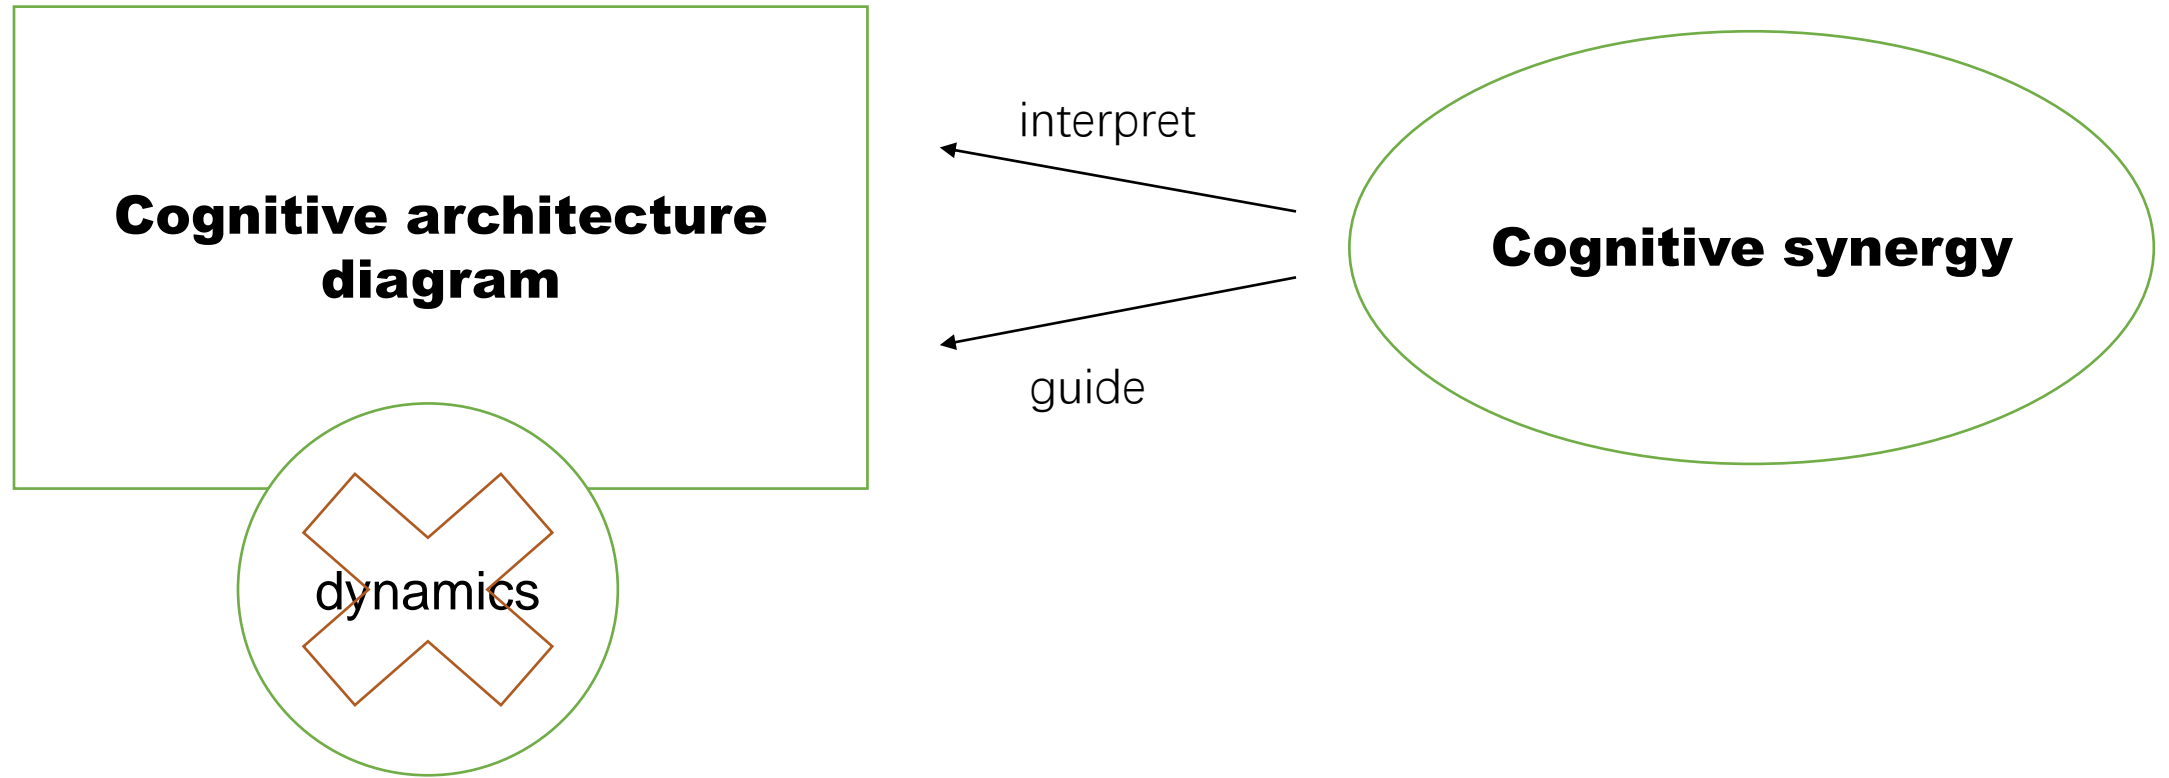 interpret
Cognitive architecture
diagram
Cognitive synergy
guide
dynamics